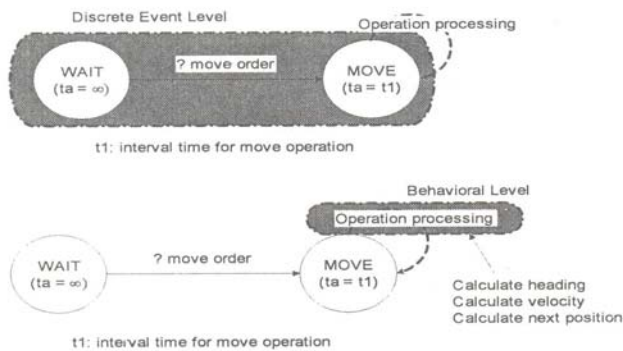 Discrete Event Level
Operation processing
WAIT
(ta = ∞)
? move order
MOVE
(ta = t1)
t1: interval time for move operation
Behavioral Level
Operation processing
WAIT
(ta = ∞)
? move order
MOVE
(ta = t1)
Calculate heading
Calculate velocity
Calculate next position
t1: interval time for move operation